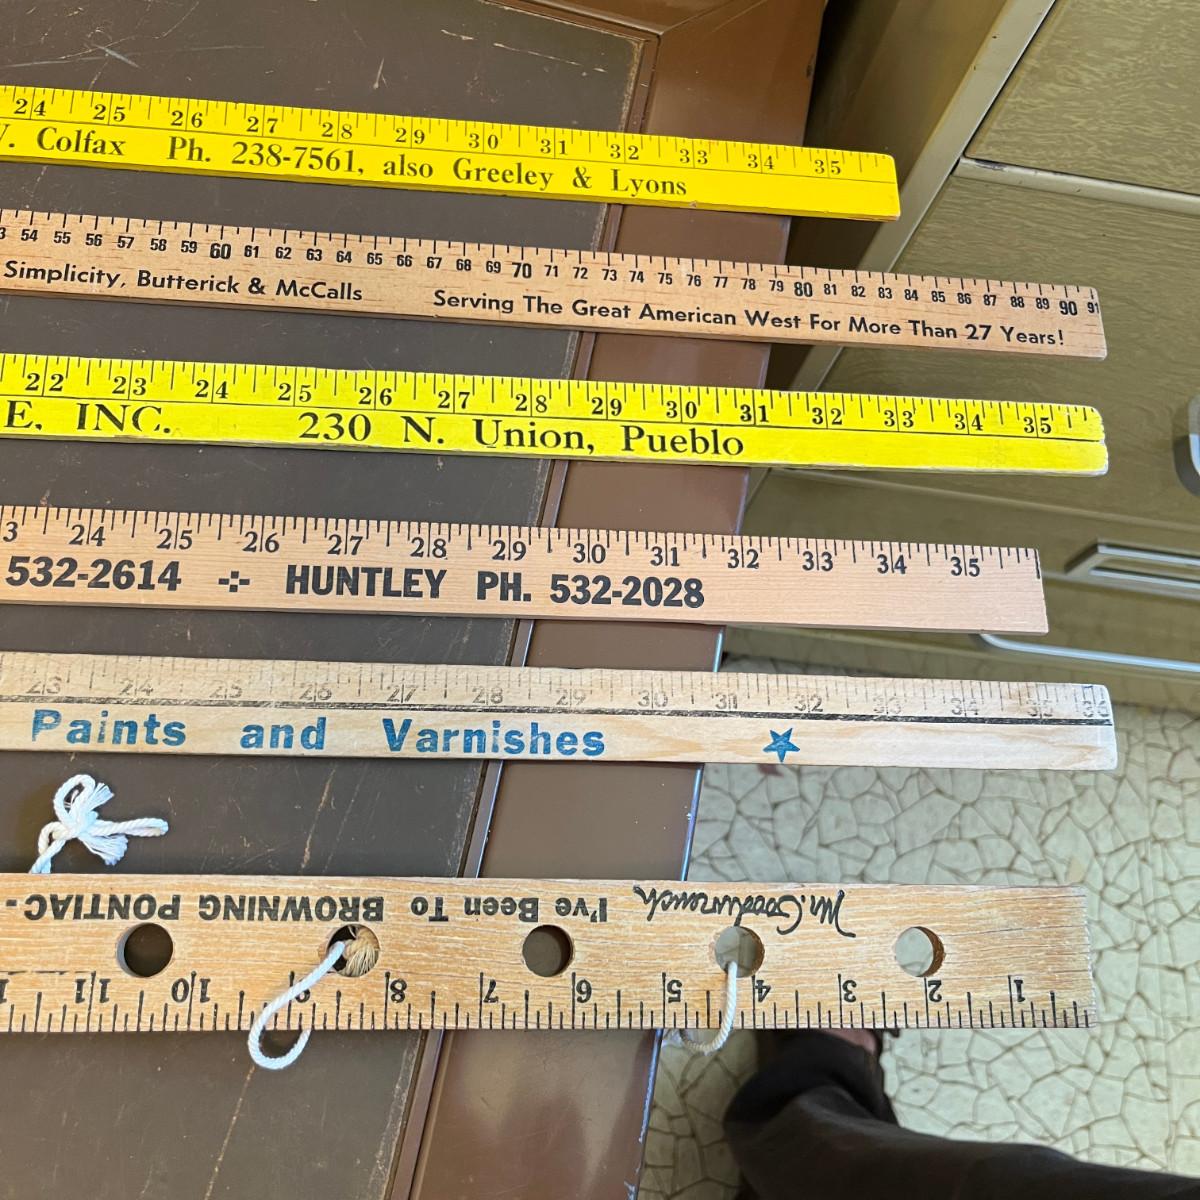 24 25 26 27 28 29 30 31 32 33 34 35
. Colfax Ph. 238-7561, also Greeley & Lyons
54 55 56 57 58 59 60 61 62 63 64 65 66 67 68 69 70 71 72 73 74 75 76 77 78 79 80 81 82 83 84 85 86 87 88 89 90 91
Simplicity, Butterick & McCalls Serving The Great American West For More Than 27 Years!
22 23 24 25 26 27 28 29 30 31 32 33 34 35
E, INC. 230 N. Union, Pueblo
3 24 25 26 27 28 29 30 31 32 33 34 35
532-2614 HUNTLEY PH. 532-2028
23 24 25 26 27 28 29 30 31 32 33 34 35 36
Paints and Varnishes
Mr. Goodwrench I've Been To BROWNING PONTIAC-
1 2 3 4 5 6 7 8 9 10 11